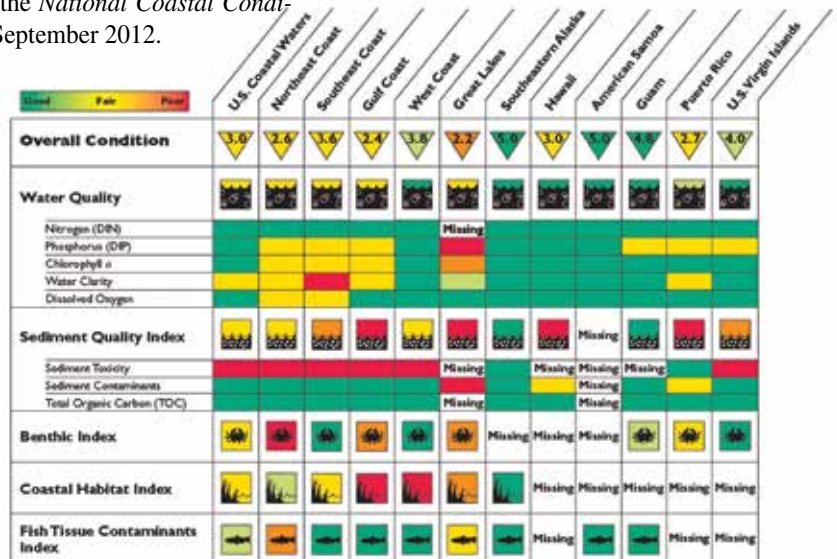 the National Coastal Condi-
September 2012.
U.S. Coastal Waters
Northeast Coast
Southeast Coast
Gulf Coast
West Coast
Great Lakes
Southeastern Alaska
Hawaii
American Samoa
Guam
Puerto Rico
U.S. Virgin Islands
Good Fair Poor
Overall Condition 3.0 2.6 3.6 2.4 3.8 2.2 5.0 3.0 5.0 4.8 2.7 4.0
Water Quality
Nitrogen (DIN) Missing
Phosphorus (DIP)
Chlorophyll a
Water Clarity
Dissolved Oxygen
Sediment Quality Index Missing
Sediment Toxicity Missing Missing Missing Missing
Sediment Contaminants Missing
Total Organic Carbon (TOC) Missing Missing
Benthic Index Missing Missing Missing
Coastal Habitat Index Missing Missing Missing Missing Missing
Fish Tissue Contaminants
Index Missing Missing Missing